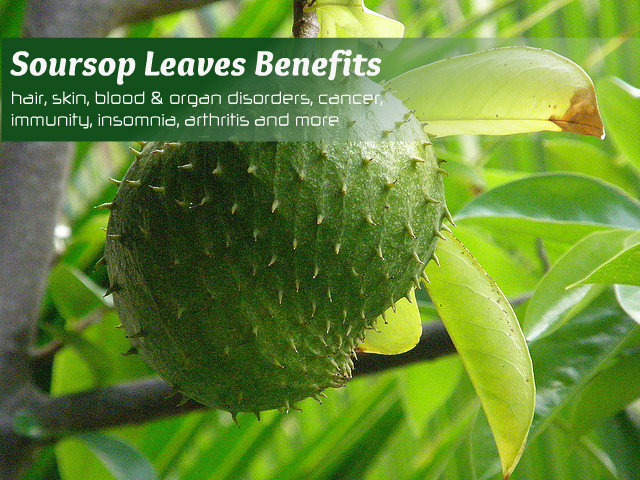 Soursop Leaves Benefits
hair, skin, blood & organ disorders, cancer,
immunity, insomnia, arthritis and more